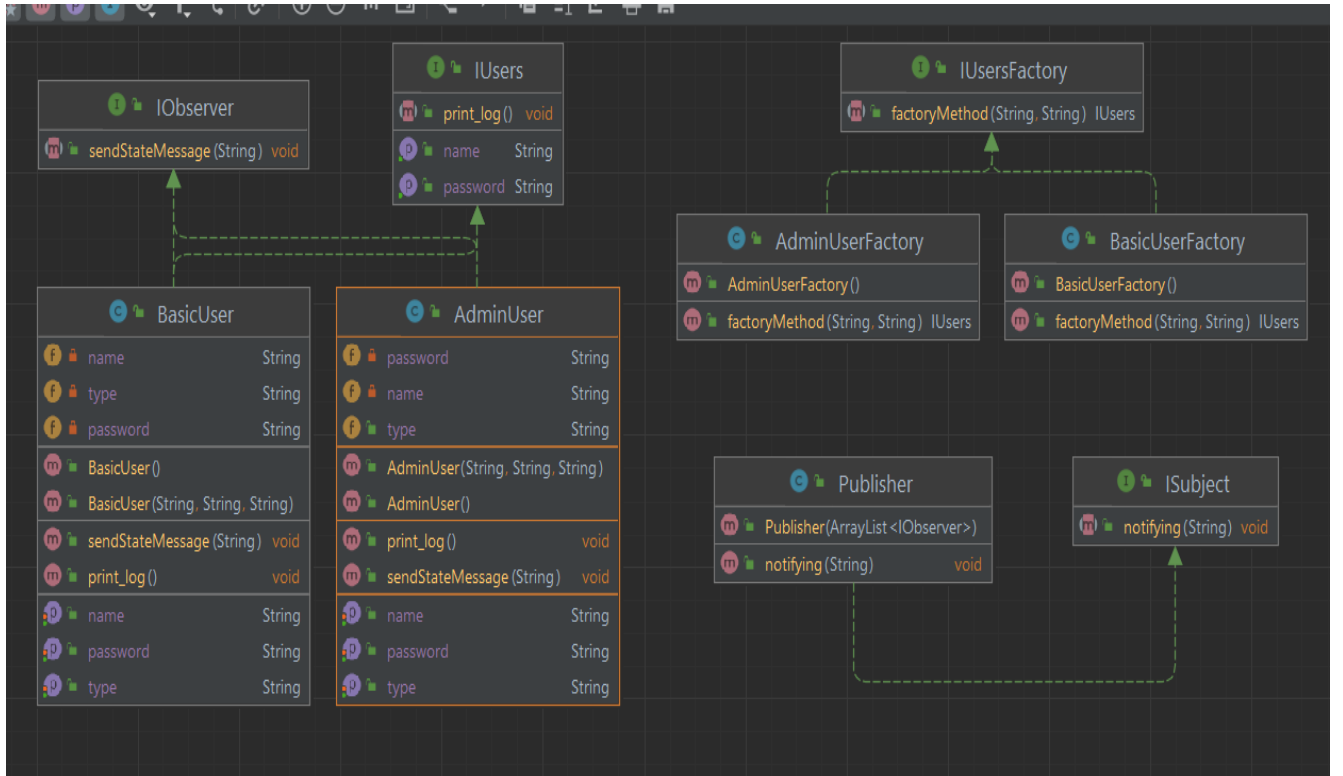 IObserver
sendStateMessage(String) void
IUsers
print_log() void
name String
password String
IUsersFactory
factoryMethod(String, String) IUsers
BasicUser
name String
type String
password String
BasicUser()
BasicUser(String, String, String)
sendStateMessage(String) void
print_log() void
name String
password String
type String
AdminUser
password String
name String
type String
AdminUser(String, String, String)
AdminUser()
print_log() void
sendStateMessage(String) void
name String
password String
type String
AdminUserFactory
AdminUserFactory()
factoryMethod(String, String) IUsers
BasicUserFactory
BasicUserFactory()
factoryMethod(String, String) IUsers
Publisher
Publisher(ArrayList<IObserver>)
notifying(String) void
ISubject
notifying(String) void